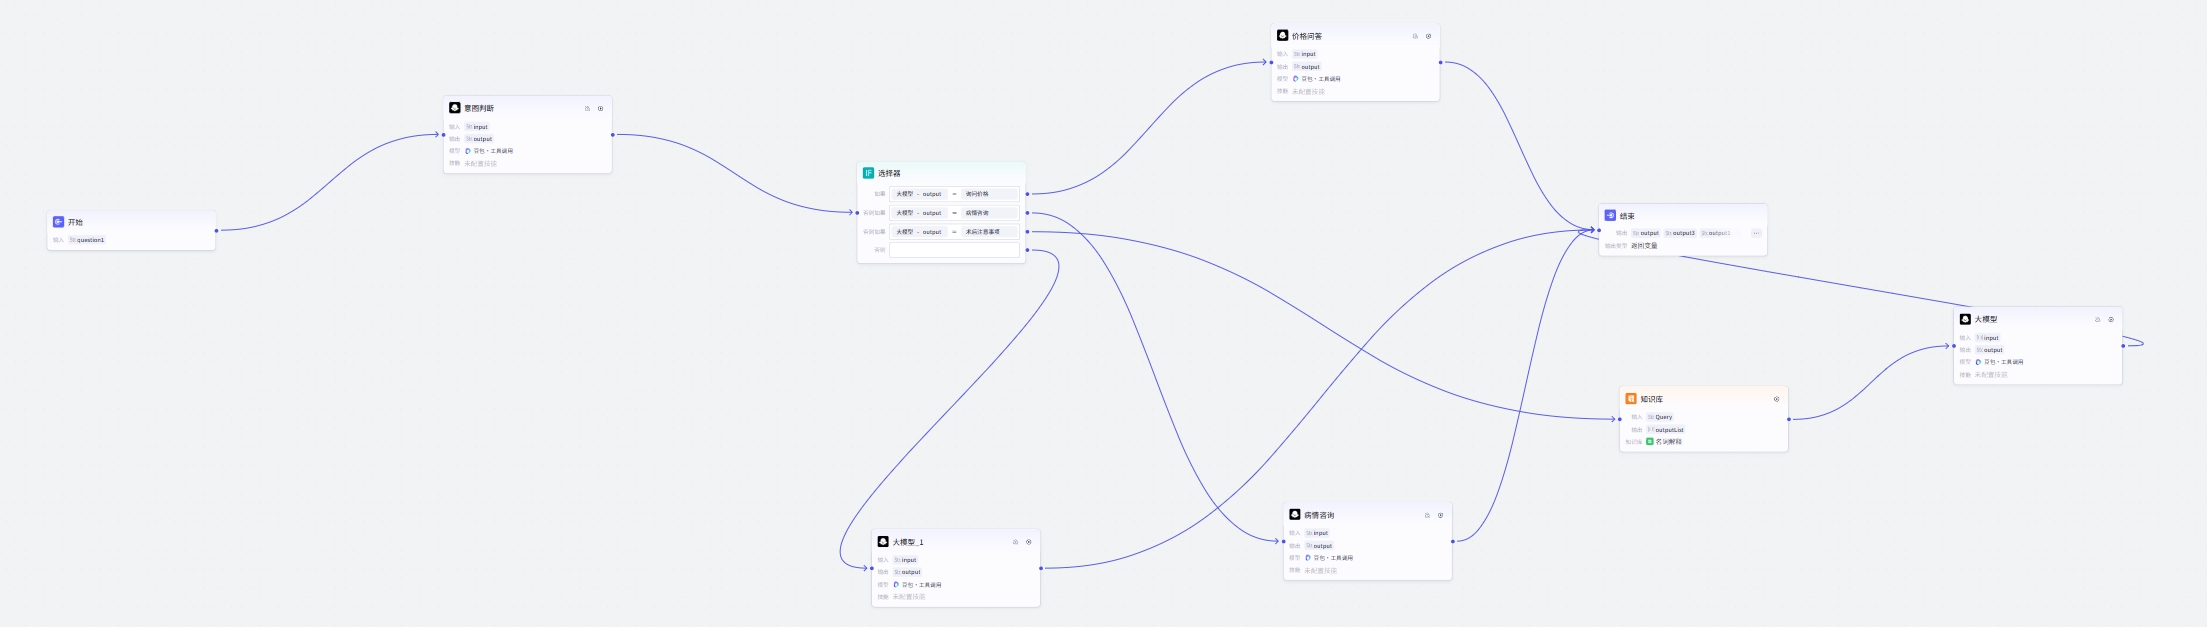 开始
输入 Str. question1
意图判断
输入 Str. input
输出 Str. output
模型 豆包·工具调用
技能 未配置技能
IF 选择器
如果 大模型 - output = 询问价格
否则如果 大模型 - output = 病情咨询
否则如果 大模型 - output = 术后注意事项
否则
价格问答
输入 Str. input
输出 Str. output
模型 豆包·工具调用
技能 未配置技能
大模型_1
输入 Str. input
输出 Str. output
模型 豆包·工具调用
技能 未配置技能
病情咨询
输入 Str. input
输出 Str. output
模型 豆包·工具调用
技能 未配置技能
结束
输出 Str. output Str. output3 Str. output2 ...
输出类型 返回变量
知识库
输入 Str. Query
输出 outputList
知识库 名词解释
大模型
输入 input
输出 Str. output
模型 豆包·工具调用
技能 未配置技能